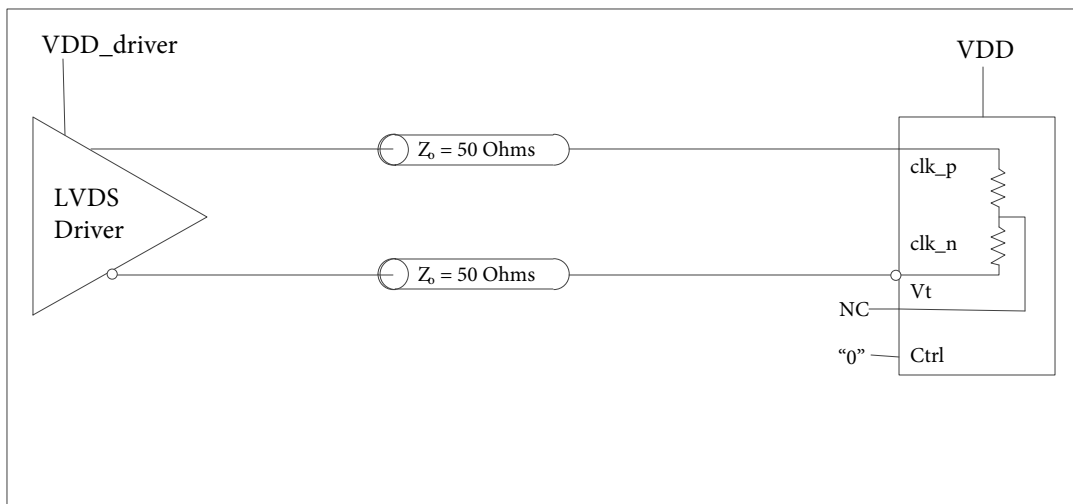 VDD_driver
VDD
Zo = 50 Ohms
clk_p
LVDS
Driver
clk_n
Zo = 50 Ohms
Vt
NC
“0”
Ctrl